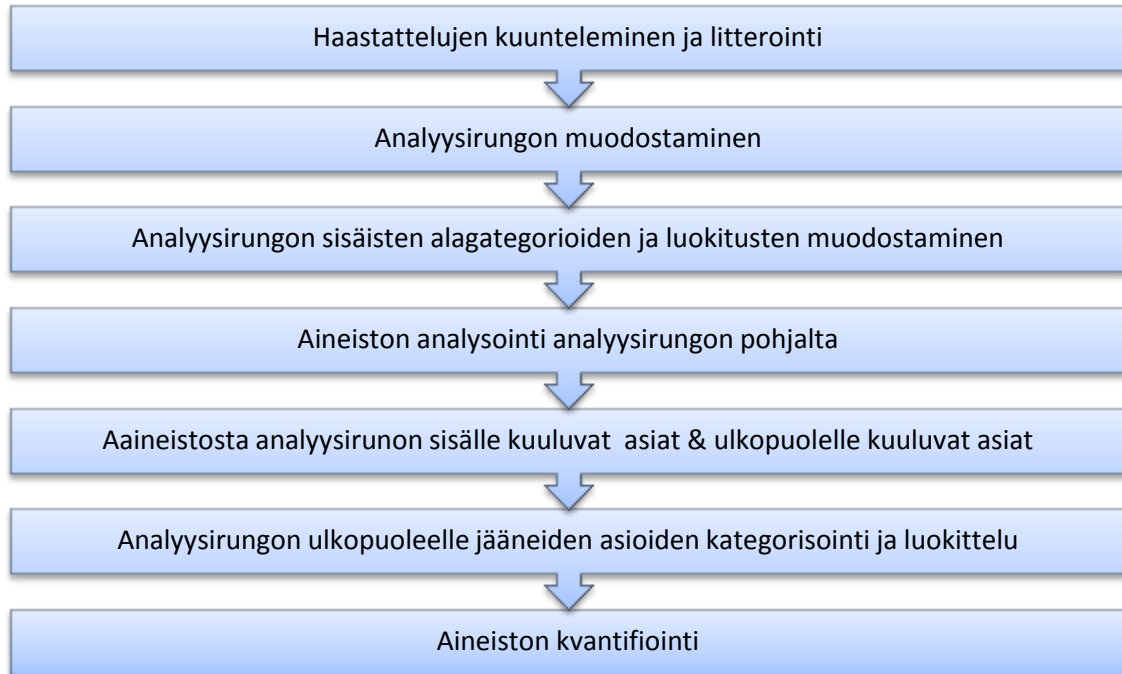 Haastattelujen kuunteleminen ja litterointi
Analyysirungon muodostaminen
Analyysirungon sisäisten alagategorioiden ja luokitusten muodostaminen
Aineiston analysointi analyysirungon pohjalta
Aaineistosta analyysirunon sisälle kuuluvat  asiat & ulkopuolelle kuuluvat asiat
Analyysirungon ulkopuoleelle jääneiden asioiden kategorisointi ja luokittelu
Aineiston kvantifiointi